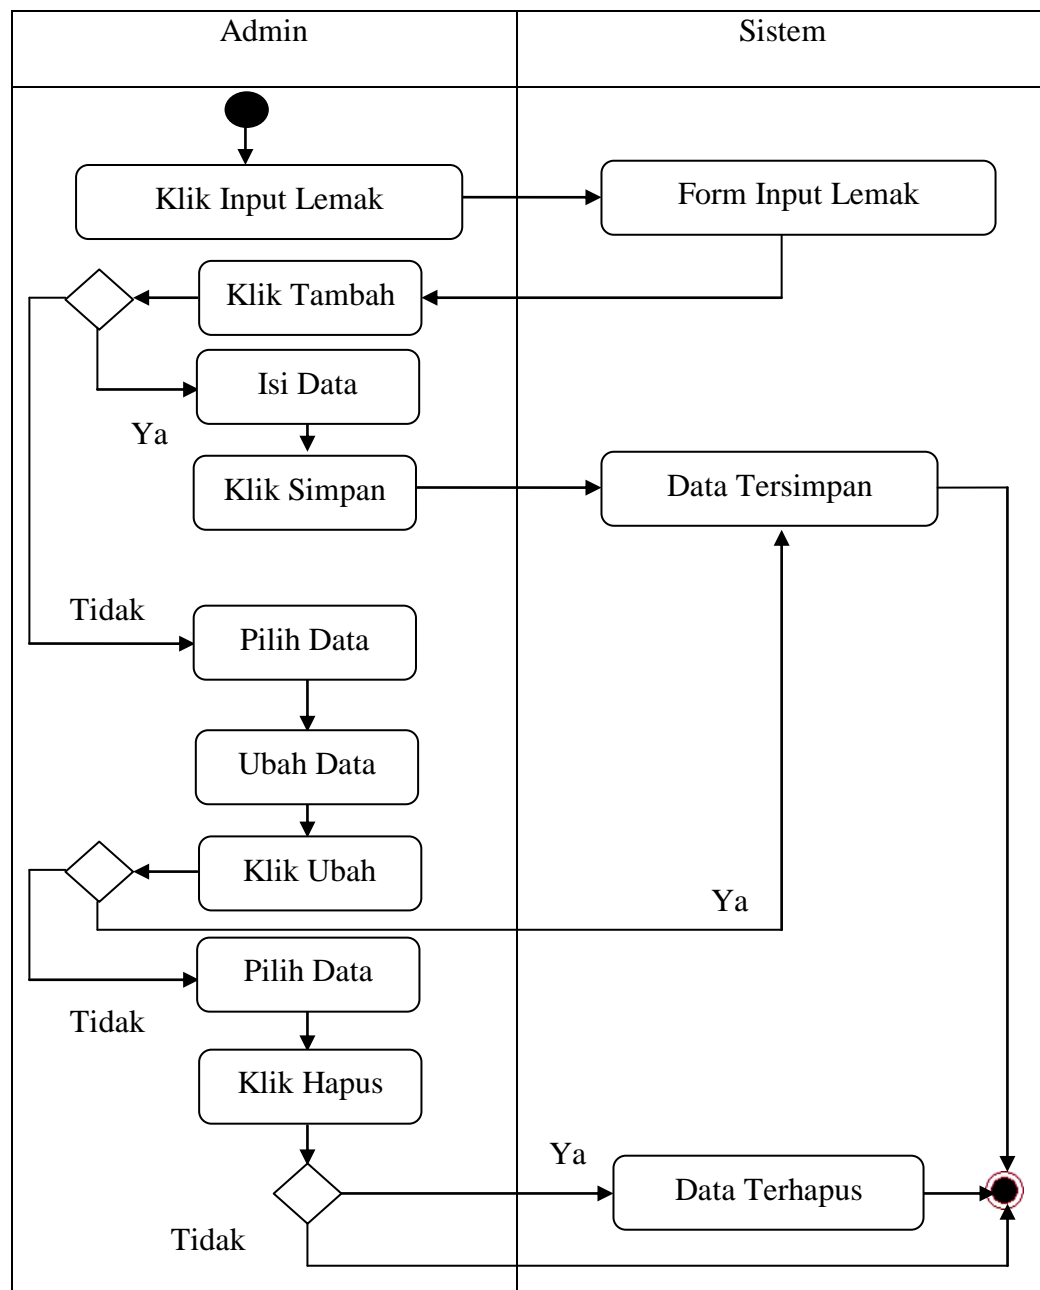 Admin
Sistem
Klik Input Lemak
Form Input Lemak
Klik Tambah
Isi Data
Ya
Klik Simpan
Data Tersimpan
Tidak
Pilih Data
Ubah Data
Klik Ubah
Ya
Pilih Data
Tidak
Klik Hapus
Ya
Data Terhapus
Tidak